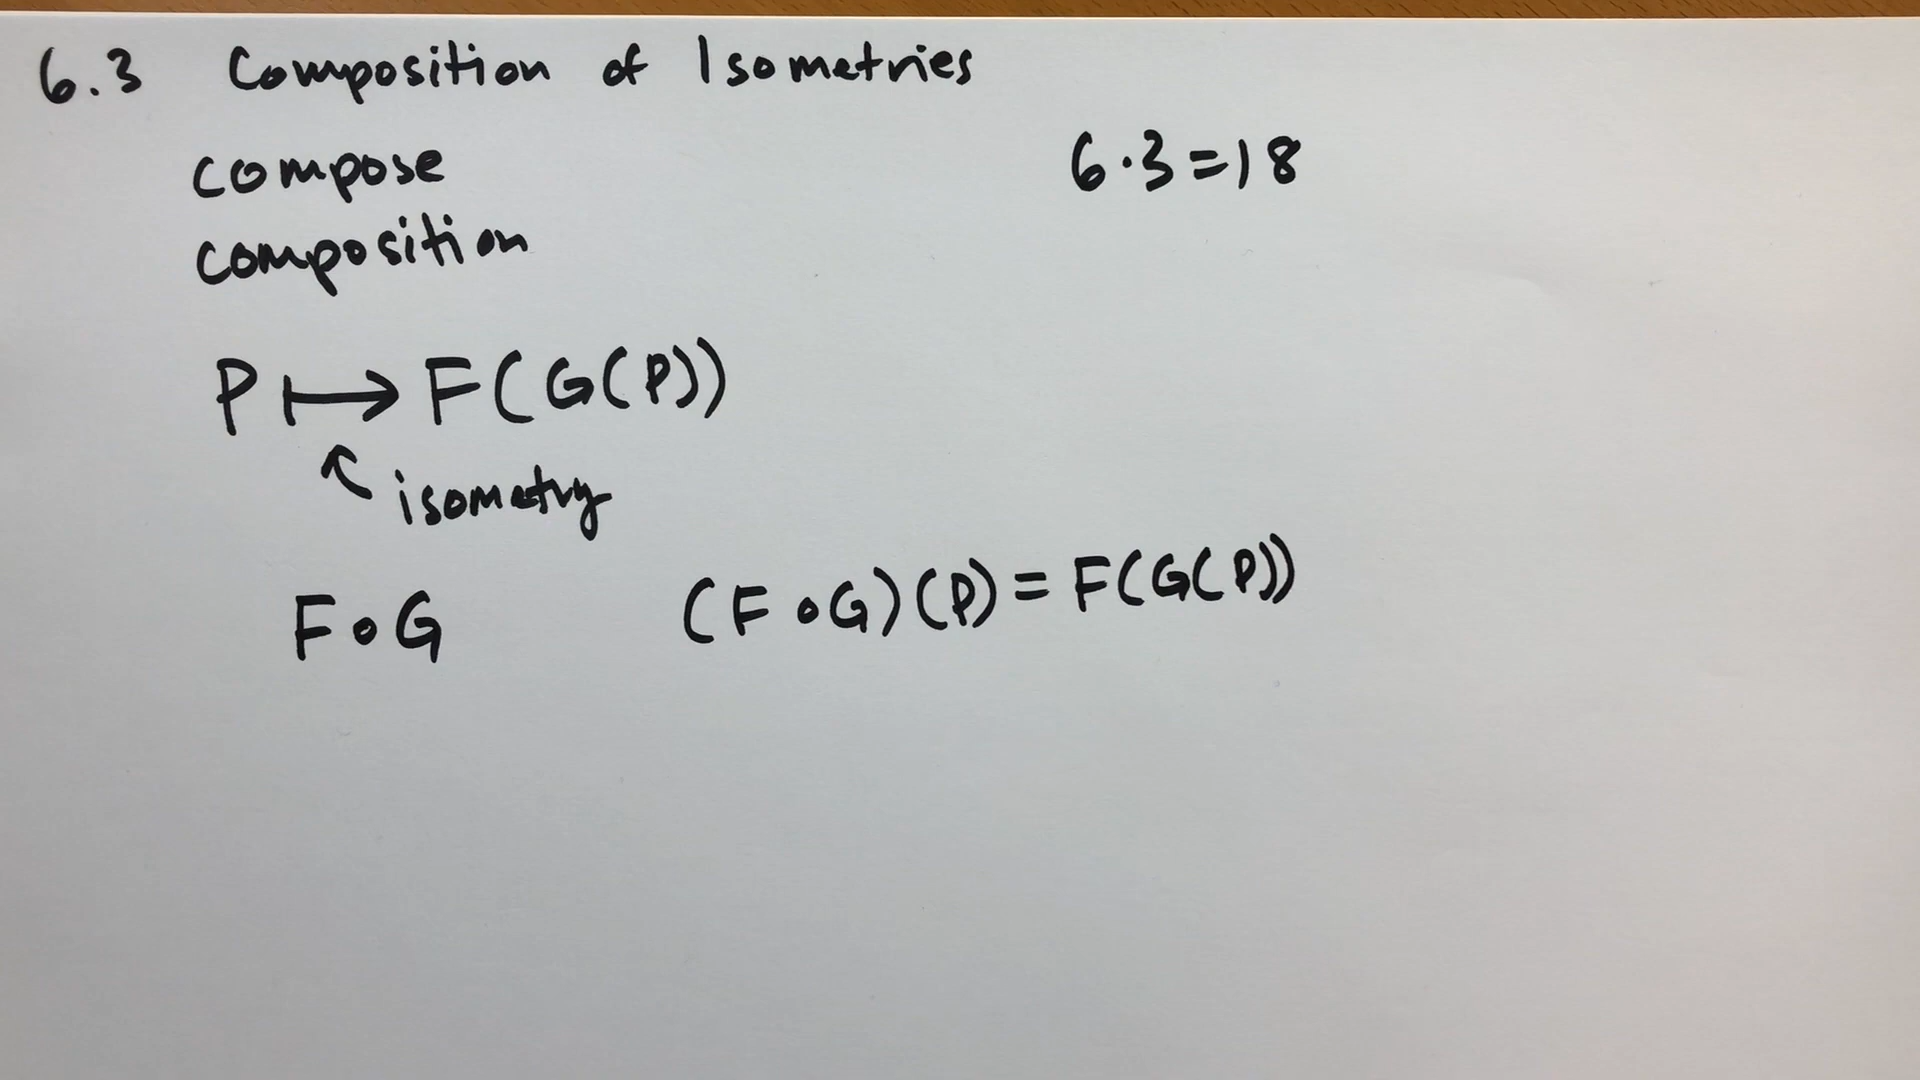 6.3 Composition of Isometries
compose
6·3=18
composition
P ↦ F(G(P))
↖ isometry
F∘G
(F∘G)(P) = F(G(P))